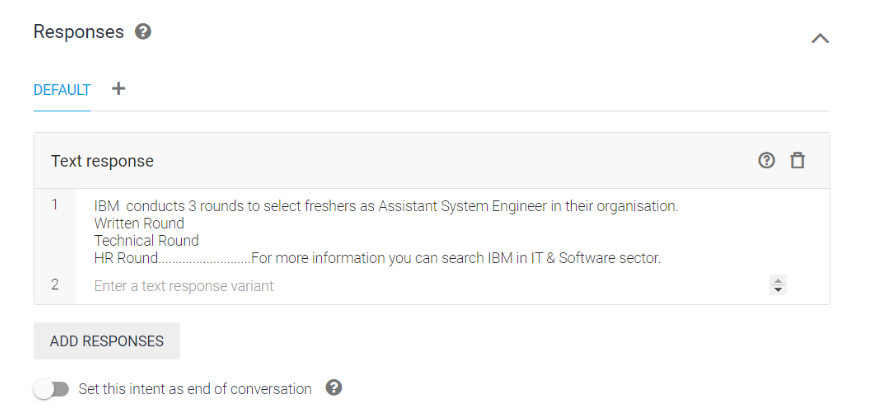 Responses
DEFAULT
Text response
1 IBM  conducts 3 rounds to select freshers as Assistant System Engineer in their organisation.
Written Round
Technical Round
HR Round..........................For more information you can search IBM in IT & Software sector.
2 Enter a text response variant
ADD RESPONSES
Set this intent as end of conversation